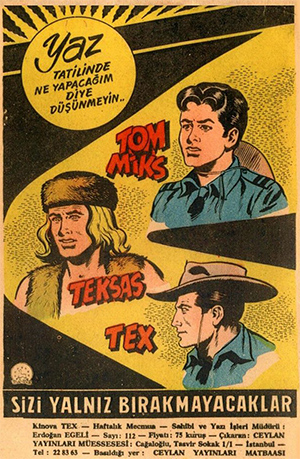 Yaz
TATİLİNDE
NE YAPACAĞIM
DİYE
DÜŞÜNMEYİN..
TOM
MİKS
TEKSAS
TEX
SİZİ YALNIZ BIRAKMAYACAKLAR
Kinova TEX — Haftalık Mecmua — Sahibi ve Yazı İşleri Müdürü :
Erdoğan EGELİ — Sayı: 112 — Fiyatı: 75 kuruş — Çıkaran: CEYLAN
YAYINLARI MÜESSESESİ: Cağaloğlu, Tasvir Sokak 1/1 — İstanbul —
Tel : 22 83 63 — Basıldığı yer : CEYLAN YAYINLARI MATBAASI